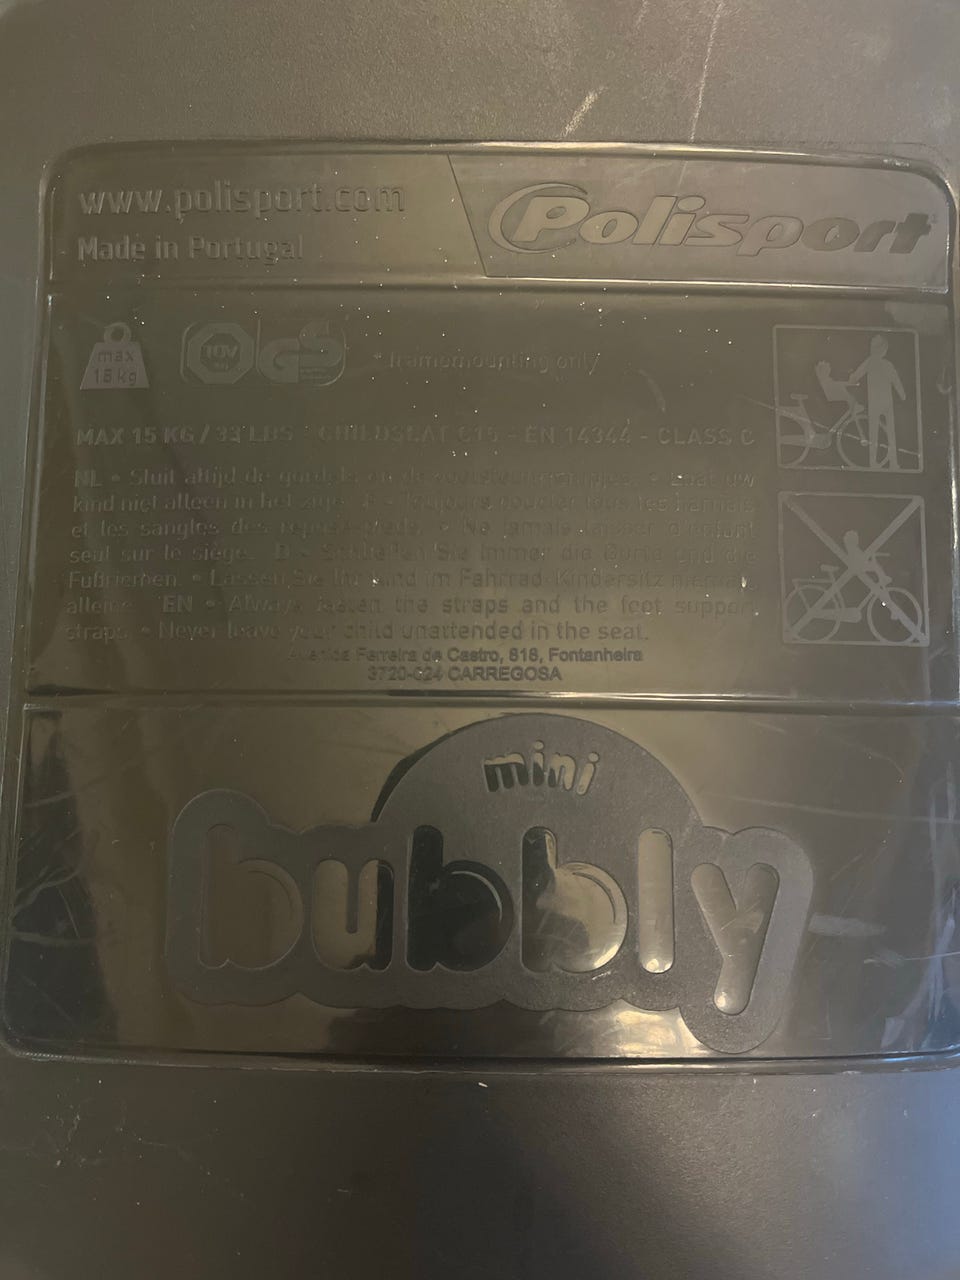 www.polisport.com
Made in Portugal
Polisport
max
15 kg
TÜV
GS
* framemounting only
MAX 15 KG / 33 LBS - CHILDSEAT C15 - EN 14344 - CLASS C
NL • Sluit altijd de gordels en de • Laat uw
kind niet alleen in het zitje. F • Toujours boucler tous les harnais
et les sangles des repose-pieds. • Ne jamais laisser d'enfant
seul sur le siège. D • Schließen Sie immer die Gurte und die
Fußriemen. • Lassen Sie Ihr Kind im Fahrrad-Kindersitz niemals
alleine. EN • Always fasten the straps and the foot support
straps. • Never leave your child unattended in the seat.
Avenida Ferreira de Castro, 818, Fontanheira
3720-024 CARREGOSA
mini
bubbly